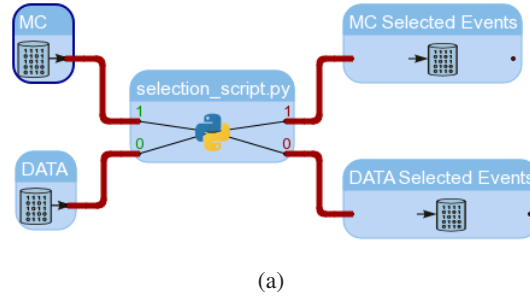 MC
MC Selected Events
selection_script.py
1 1
0 0
DATA
DATA Selected Events
(a)